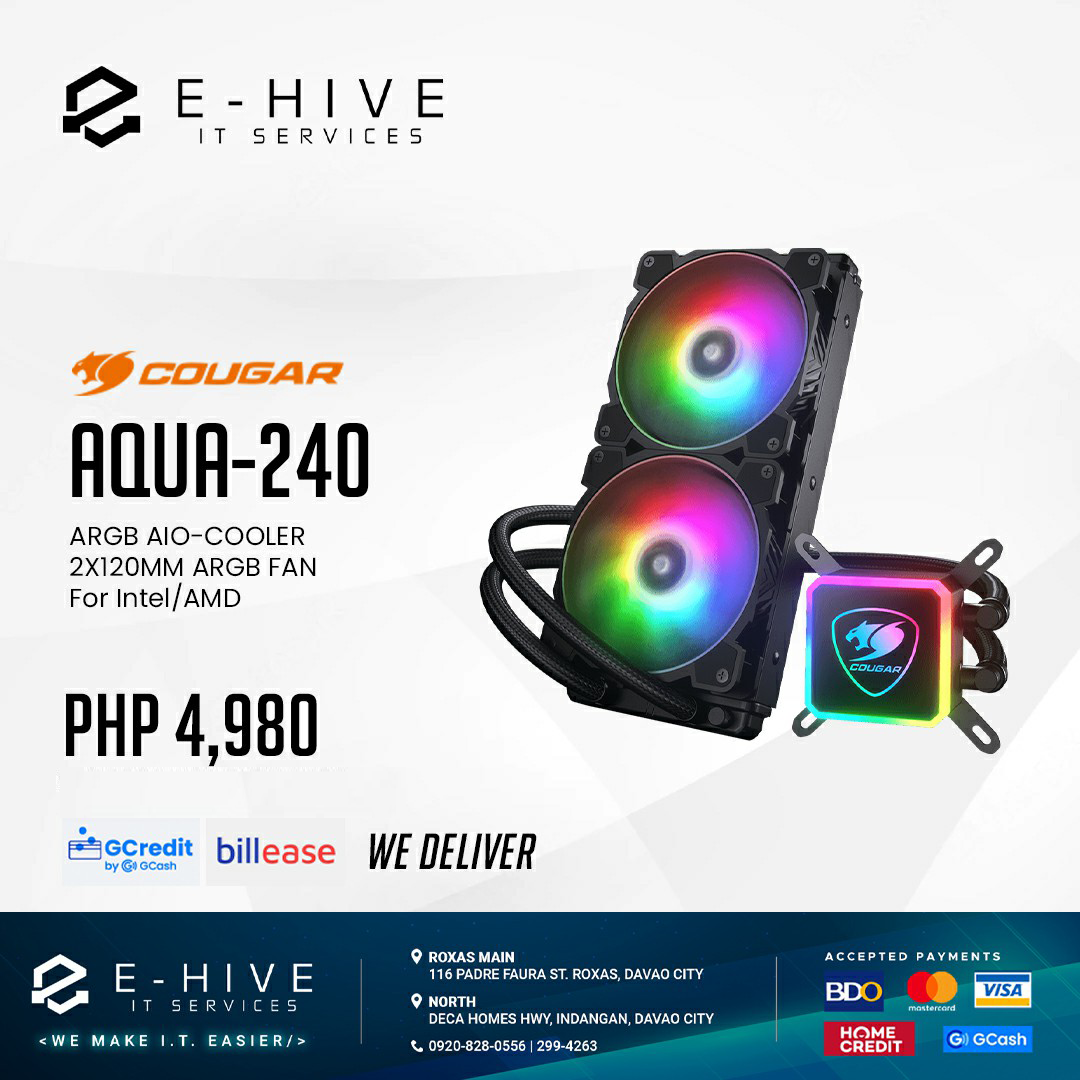 E-HIVE
IT SERVICES
COUGAR
AQUA-240
ARGB AIO-COOLER
2X120MM ARGB FAN
For Intel/AMD
COUGAR
PHP 4,980
GCredit
by GCash
billease
WE DELIVER
E-HIVE
IT SERVICES
<WE MAKE I.T. EASIER/>
ROXAS MAIN
116 PADRE FAURA ST. ROXAS, DAVAO CITY
NORTH
DECA HOMES HWY, INDANGAN, DAVAO CITY
0920-828-0556 | 299-4263
ACCEPTED PAYMENTS
BDO
mastercard
VISA
HOME
CREDIT
GCash